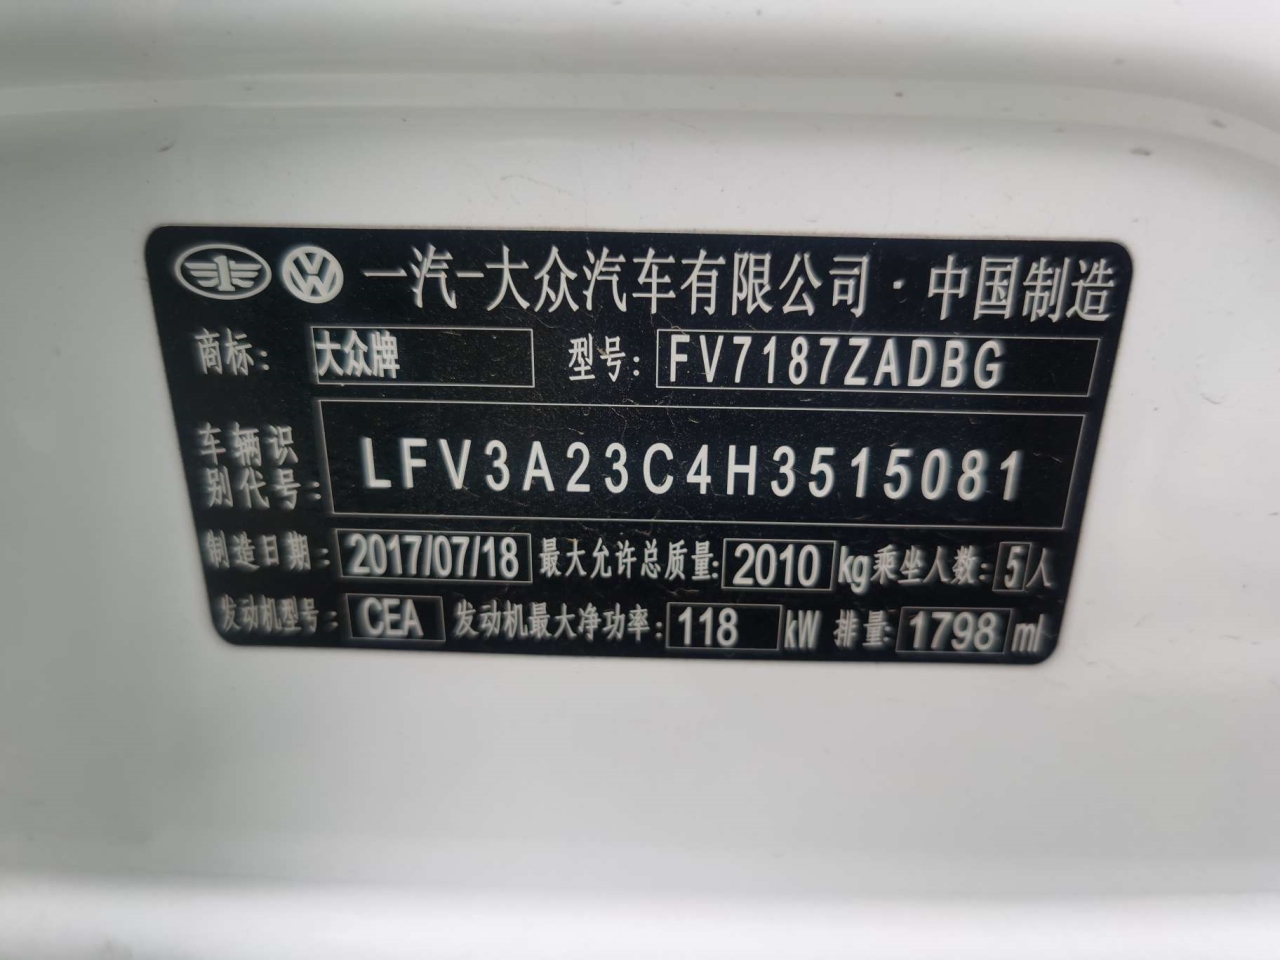 一汽-大众汽车有限公司·中国制造
商标: 大众牌 型号: FV7187ZADBG
车辆识别代号: LFV3A23C4H3515081
制造日期: 2017/07/18 最大允许总质量: 2010 kg 乘坐人数: 5 人
发动机型号: CEA 发动机最大净功率: 118 kW 排量: 1798 ml